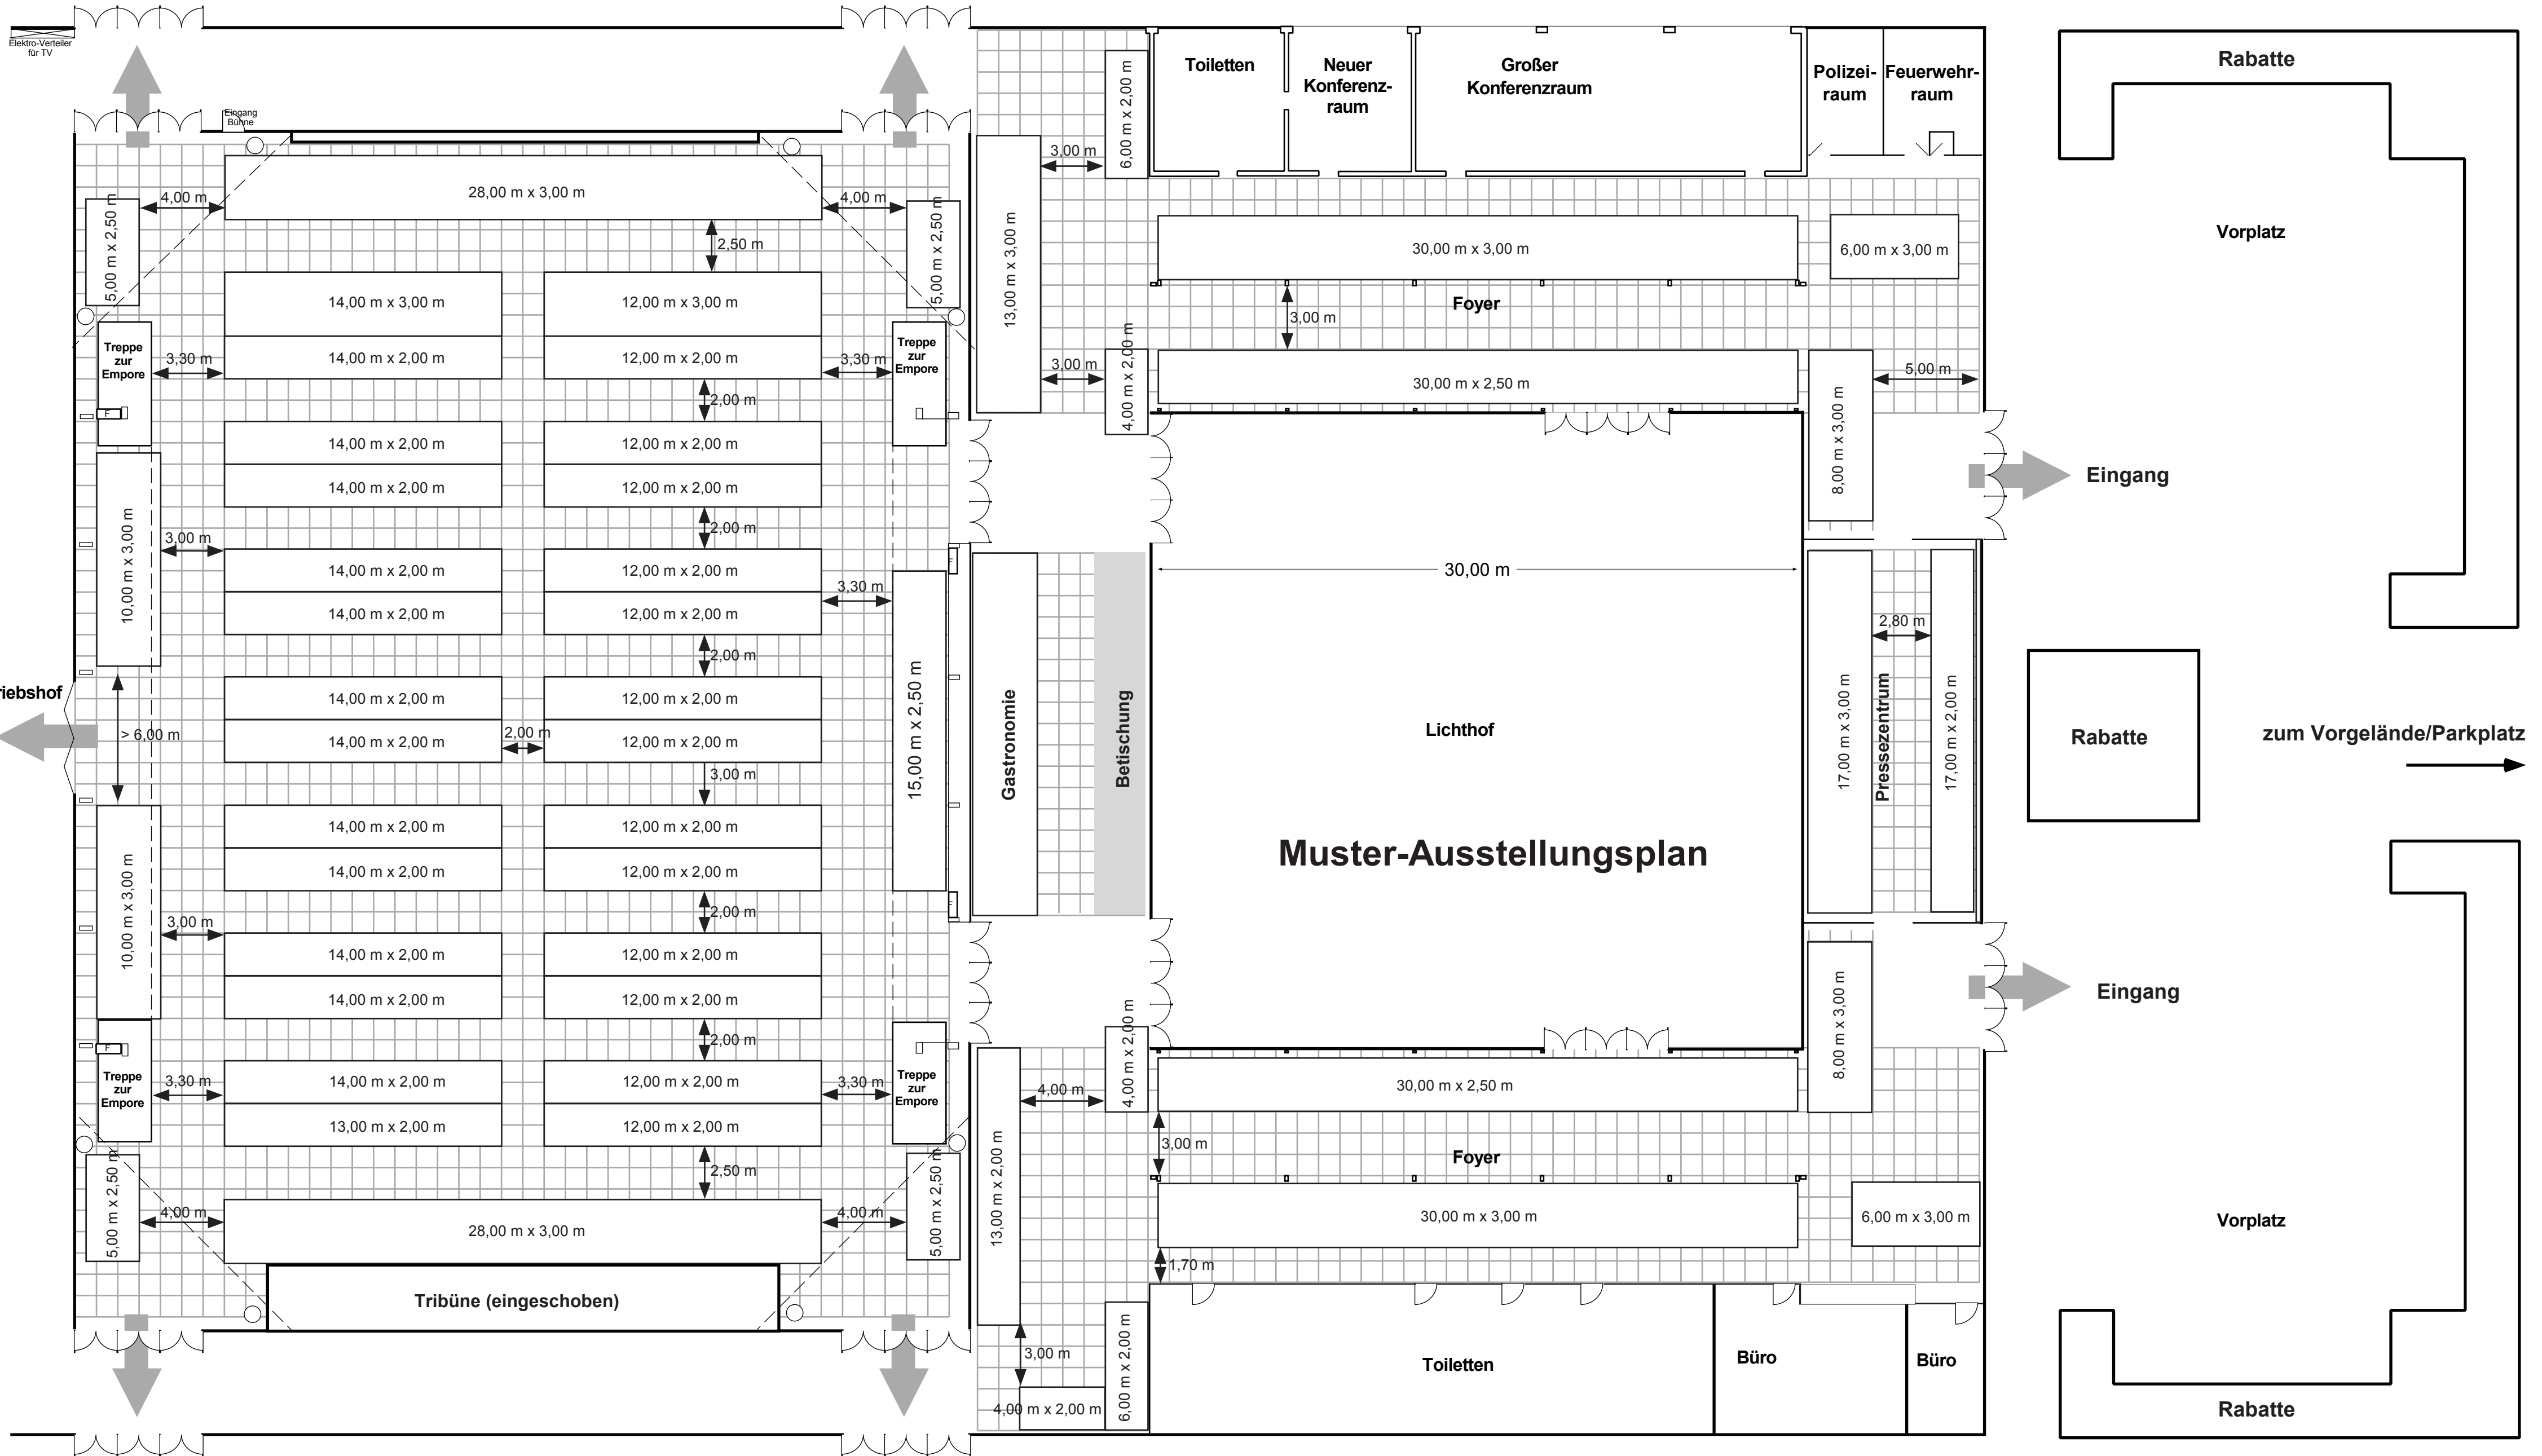 Elektro-Verteiler
für TV
Eingang
Bühne
28,00 m x 3,00 m
4,00 m
4,00 m
5,00 m x 2,50 m
5,00 m x 2,50 m
2,50 m
14,00 m x 3,00 m
12,00 m x 3,00 m
14,00 m x 2,00 m
12,00 m x 2,00 m
Treppe
zur
Empore
3,30 m
3,30 m
Treppe
zur
Empore
F
2,00 m
14,00 m x 2,00 m
12,00 m x 2,00 m
14,00 m x 2,00 m
12,00 m x 2,00 m
2,00 m
10,00 m x 3,00 m
3,00 m
14,00 m x 2,00 m
12,00 m x 2,00 m
14,00 m x 2,00 m
12,00 m x 2,00 m
3,30 m
F
2,00 m
14,00 m x 2,00 m
12,00 m x 2,00 m
14,00 m x 2,00 m
2,00 m
12,00 m x 2,00 m
15,00 m x 2,50 m
riebshof
> 6,00 m
3,00 m
14,00 m x 2,00 m
12,00 m x 2,00 m
14,00 m x 2,00 m
12,00 m x 2,00 m
2,00 m
F
10,00 m x 3,00 m
3,00 m
14,00 m x 2,00 m
12,00 m x 2,00 m
14,00 m x 2,00 m
12,00 m x 2,00 m
2,00 m
F
Treppe
zur
Empore
3,30 m
14,00 m x 2,00 m
12,00 m x 2,00 m
3,30 m
Treppe
zur
Empore
13,00 m x 2,00 m
12,00 m x 2,00 m
2,50 m
5,00 m x 2,50 m
4,00 m
28,00 m x 3,00 m
4,00 m
5,00 m x 2,50 m
Tribüne (eingeschoben)
6,00 m x 2,00 m
3,00 m
13,00 m x 3,00 m
3,00 m
4,00 m x 2,00 m
Toiletten
Neuer
Konferenz-
raum
Großer
Konferenzraum
Polizei-
raum
Feuerwehr-
raum
30,00 m x 3,00 m
6,00 m x 3,00 m
Foyer
3,00 m
30,00 m x 2,50 m
5,00 m
8,00 m x 3,00 m
Eingang
30,00 m
Gastronomie
Betischung
Lichthof
Muster-Ausstellungsplan
17,00 m x 3,00 m
Pressezentrum
2,80 m
17,00 m x 2,00 m
8,00 m x 3,00 m
Eingang
4,00 m x 2,00 m
4,00 m
13,00 m x 2,00 m
30,00 m x 2,50 m
3,00 m
Foyer
30,00 m x 3,00 m
6,00 m x 3,00 m
1,70 m
3,00 m
4,00 m x 2,00 m
6,00 m x 2,00 m
Toiletten
Büro
Büro
Rabatte
Vorplatz
Rabatte
zum Vorgelände/Parkplatz
Vorplatz
Rabatte